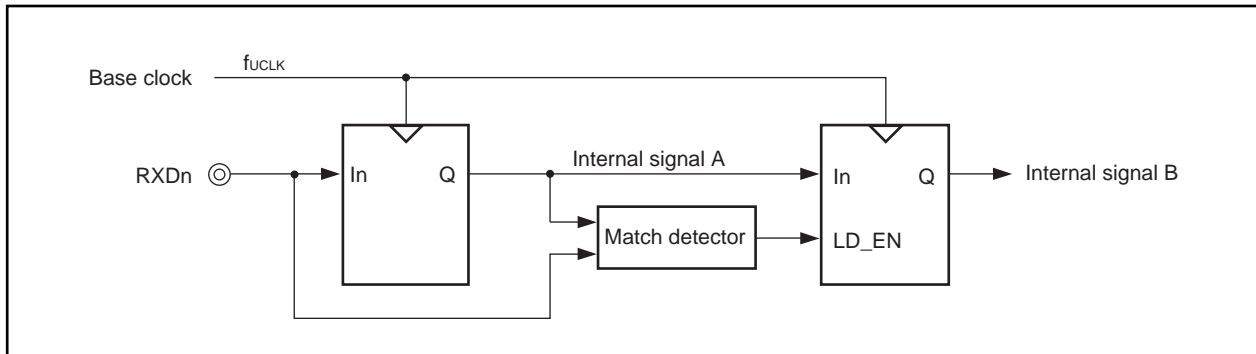 Base clock
fUCLK
RXDn
In
Q
Internal signal A
In
Q
Internal signal B
Match detector
LD_EN